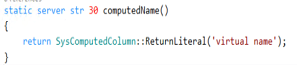 static server str 30 computedName()
{
return SysComputedColumn::ReturnLiteral('virtual name');
}